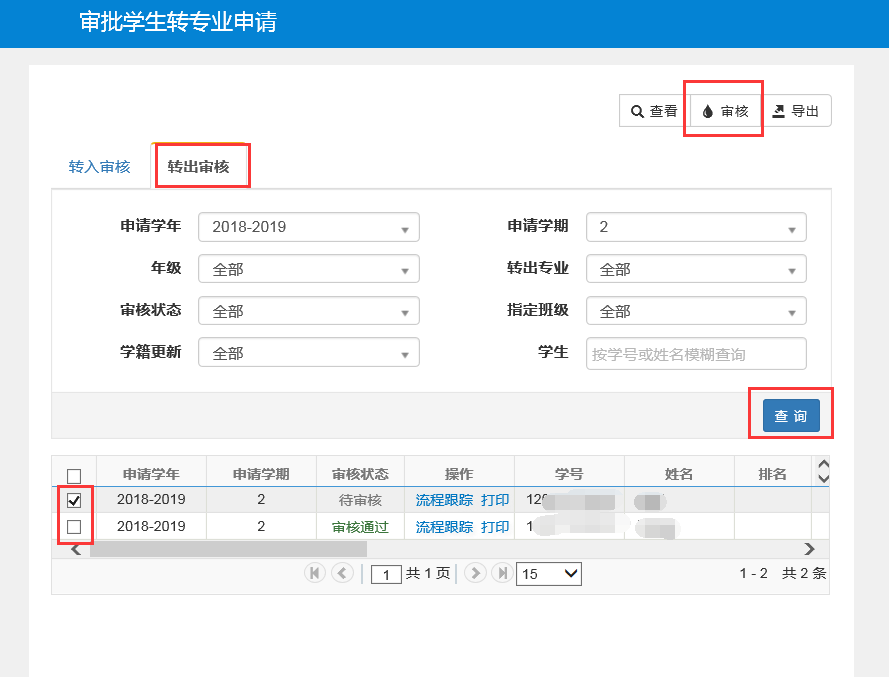 审批学生转专业申请
查看 审核 导出
转入审核 转出审核
申请学年 2018-2019 申请学期 2
年级 全部 转出专业 全部
审核状态 全部 指定班级 全部
学籍更新 全部 学生 按学号或姓名模糊查询
查 询
申请学年 申请学期 审核状态 操作 学号 姓名 排名
2018-2019 2 待审核 流程跟踪 打印
2018-2019 2 审核通过 流程跟踪 打印
1 共 1 页 15 1 - 2 共 2 条